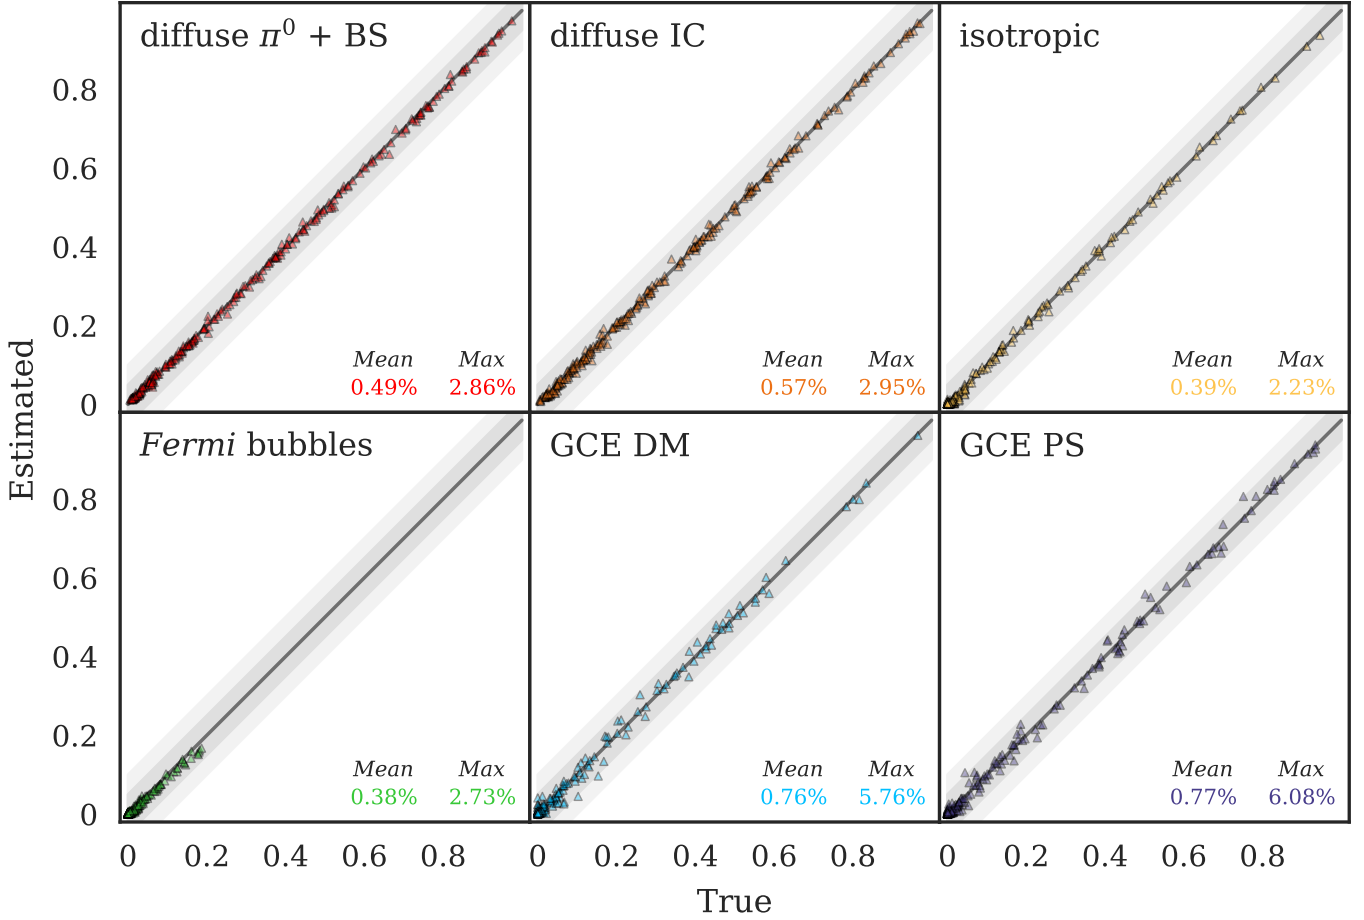 diffuse π⁰ + BS
diffuse IC
isotropic
0.8
0.6
0.4
0.2
0
Mean Max
0.49% 2.86%
Mean Max
0.57% 2.95%
Mean Max
0.39% 2.23%
Estimated
Fermi bubbles
GCE DM
GCE PS
0.8
0.6
0.4
0.2
0
Mean Max
0.38% 2.73%
Mean Max
0.76% 5.76%
Mean Max
0.77% 6.08%
0 0.2 0.4 0.6 0.8
0 0.2 0.4 0.6 0.8
0 0.2 0.4 0.6 0.8
True